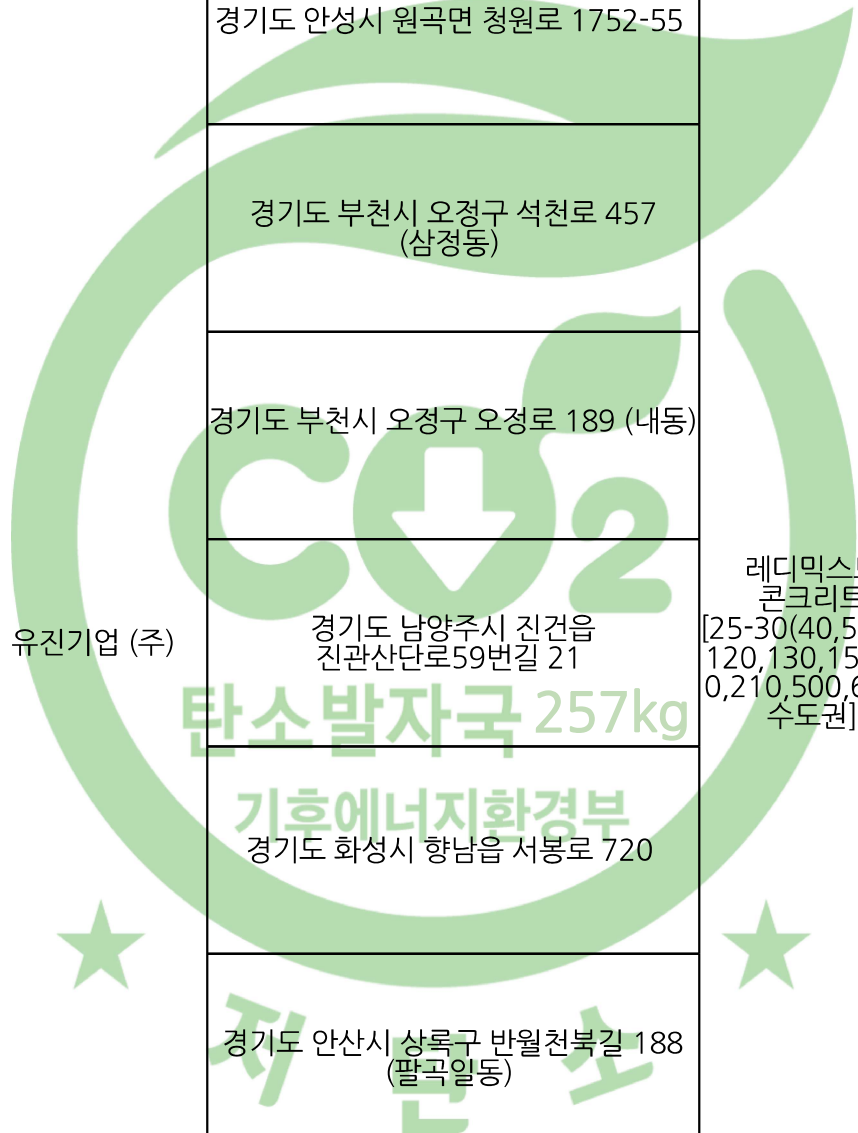 경기도 안성시 원곡면 청원로 1752-55
경기도 부천시 오정구 석천로 457
(삼정동)
경기도 부천시 오정구 오정로 189 (내동)
CO2
유진기업 (주)
경기도 남양주시 진건읍
진관산단로59번길 21
레디믹스
콘크리트
[25-30(40,5
120,130,15
0,210,500,6
수도권]
탄소발자국 257kg
기후에너지환경부
경기도 화성시 향남읍 서봉로 720
경기도 안산시 상록구 반월천북길 188
(팔곡일동)
저탄소